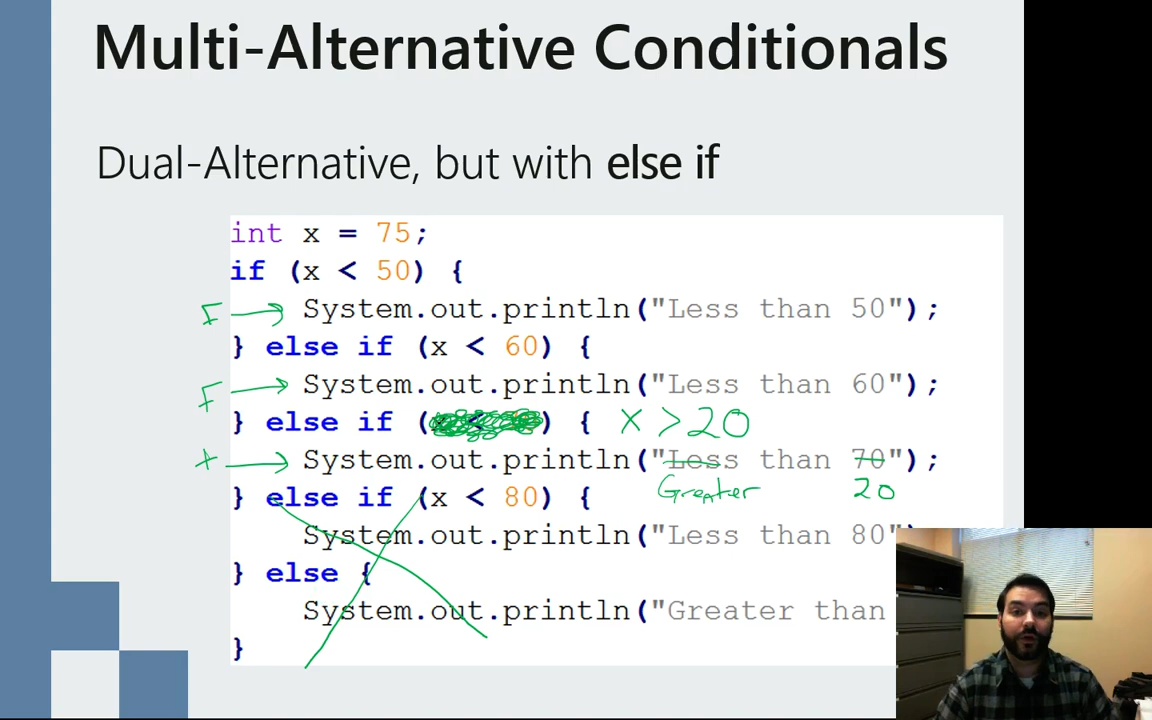 Multi-Alternative Conditionals
Dual-Alternative, but with else if
int x = 75;
if (x < 50) {
F System.out.println("Less than 50");
} else if (x < 60) {
F System.out.println("Less than 60");
} else if ( ) { x > 20
+ System.out.println("Less than 70");
Greater 20
} else if (x < 80) {
System.out.println("Less than 80"
} else {
System.out.println("Greater than
}